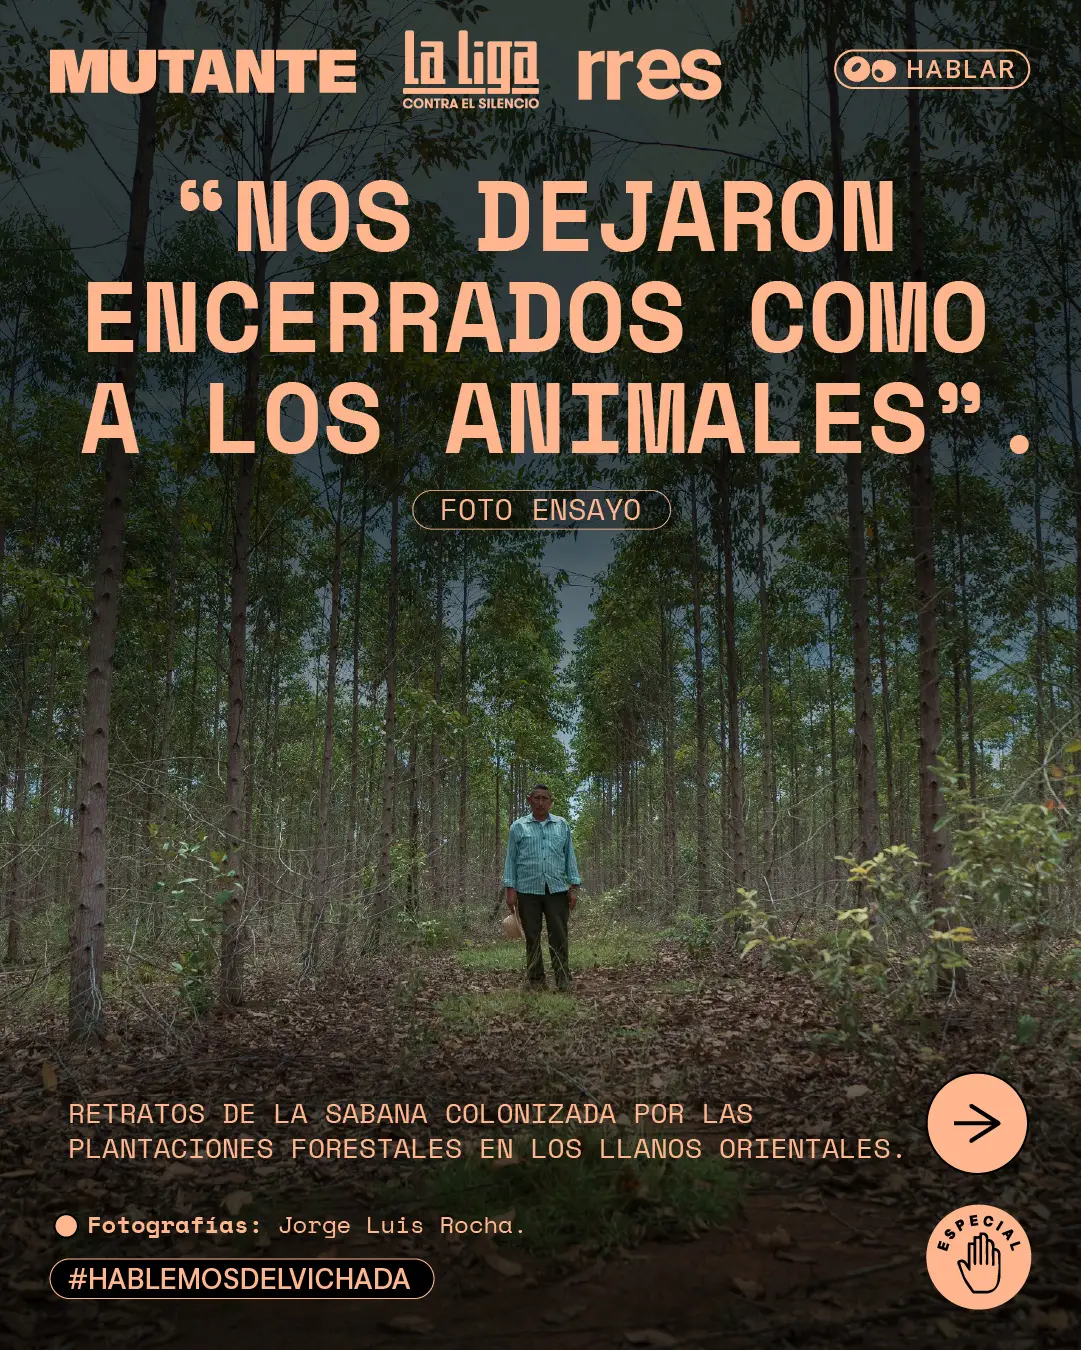 MUTANTE
la liga
CONTRA EL SILENCIO
rres
HABLAR
“NOS DEJARON
ENCERRADOS COMO
A LOS ANIMALES”.
FOTO ENSAYO
RETRATOS DE LA SABANA COLONIZADA POR LAS
PLANTACIONES FORESTALES EN LOS LLANOS ORIENTALES.
Fotografías: Jorge Luis Rocha.
ESPECIAL
#HABLEMOSDELVICHADA